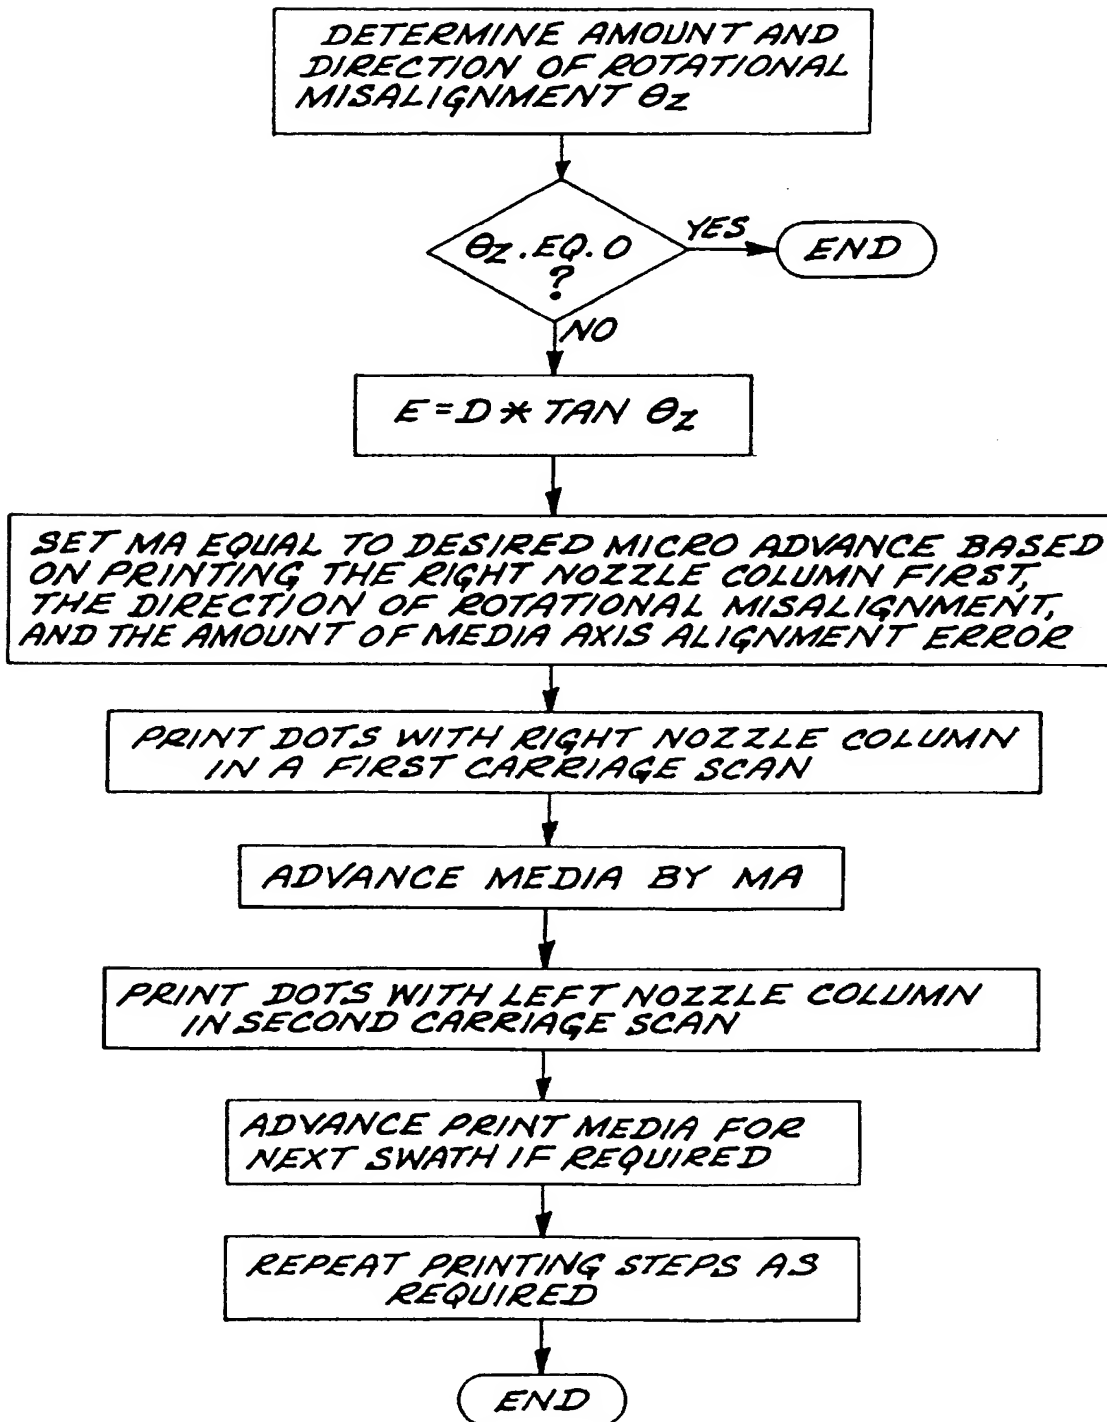 DETERMINE AMOUNT AND
DIRECTION OF ROTATIONAL
MISALIGNMENT θZ
θZ.EQ.0
?
YES
END
NO
E=D* TAN θZ
SET MA EQUAL TO DESIRED MICRO ADVANCE BASED
ON PRINTING THE RIGHT NOZZLE COLUMN FIRST,
THE DIRECTION OF ROTATIONAL MISALIGNMENT,
AND THE AMOUNT OF MEDIA AXIS ALIGNMENT ERROR
PRINT DOTS WITH RIGHT NOZZLE COLUMN
IN A FIRST CARRIAGE SCAN
ADVANCE MEDIA BY MA
PRINT DOTS WITH LEFT NOZZLE COLUMN
IN SECOND CARRIAGE SCAN
ADVANCE PRINT MEDIA FOR
NEXT SWATH IF REQUIRED
REPEAT PRINTING STEPS AS
REQUIRED
END